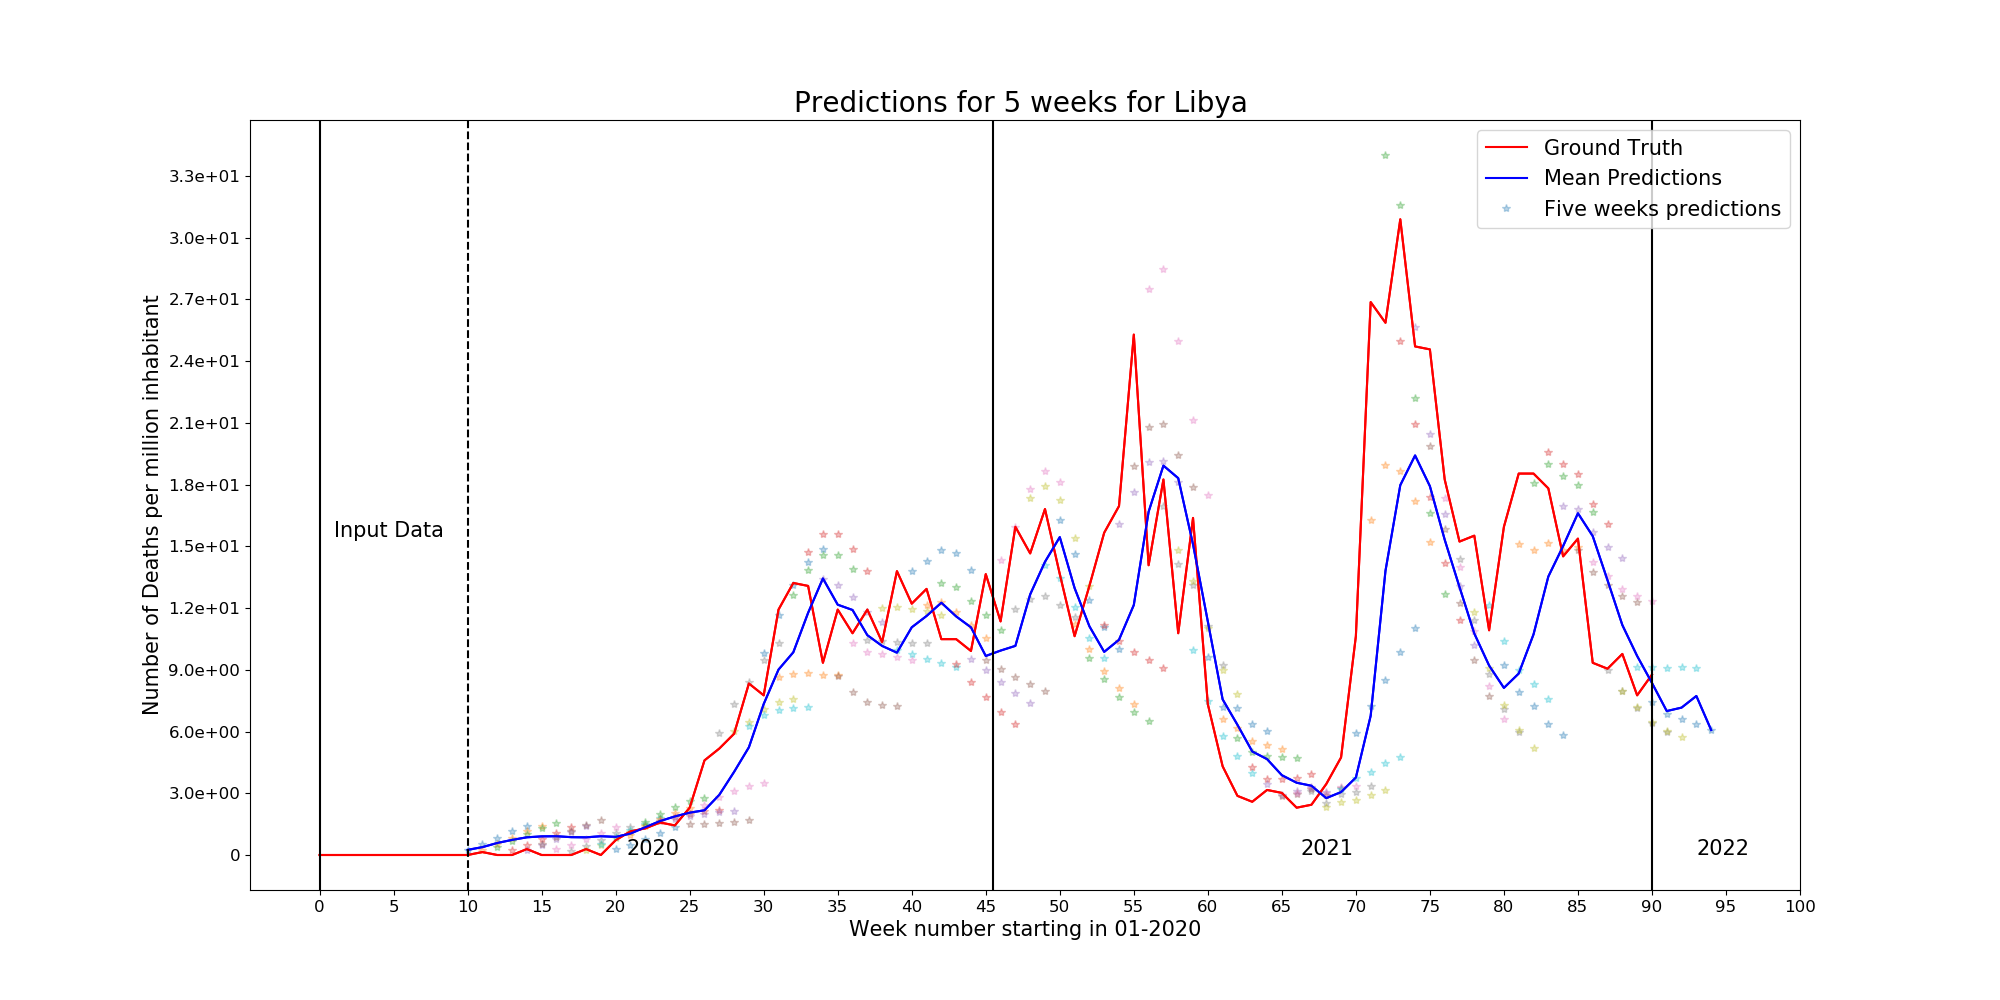 Predictions for 5 weeks for Libya
Ground Truth
Mean Predictions
Five weeks predictions
Number of Deaths per million inhabitant
3.3e+01
3.0e+01
2.7e+01
2.4e+01
2.1e+01
1.8e+01
1.5e+01
1.2e+01
9.0e+00
6.0e+00
3.0e+00
0
Input Data
2020 2021 2022
0 5 10 15 20 25 30 35 40 45 50 55 60 65 70 75 80 85 90 95 100
Week number starting in 01-2020